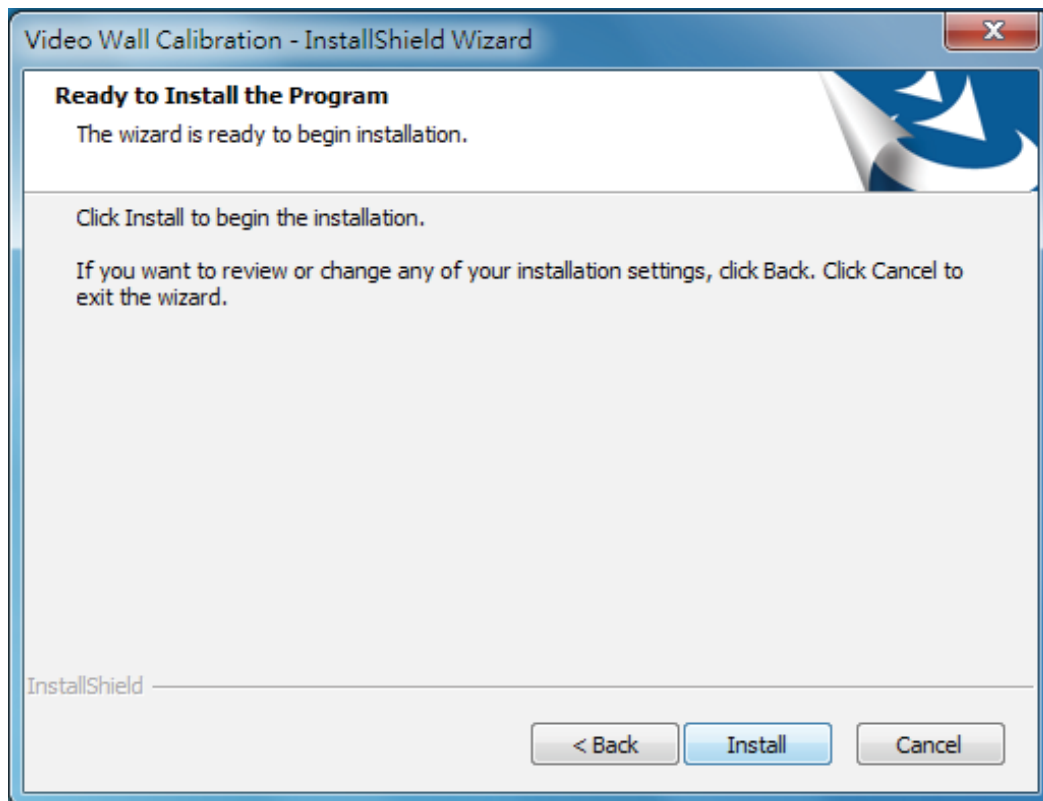 Video Wall Calibration - InstallShield Wizard
X
Ready to Install the Program
The wizard is ready to begin installation.
Click Install to begin the installation.
If you want to review or change any of your installation settings, click Back. Click Cancel to
exit the wizard.
InstallShield
< Back
Install
Cancel